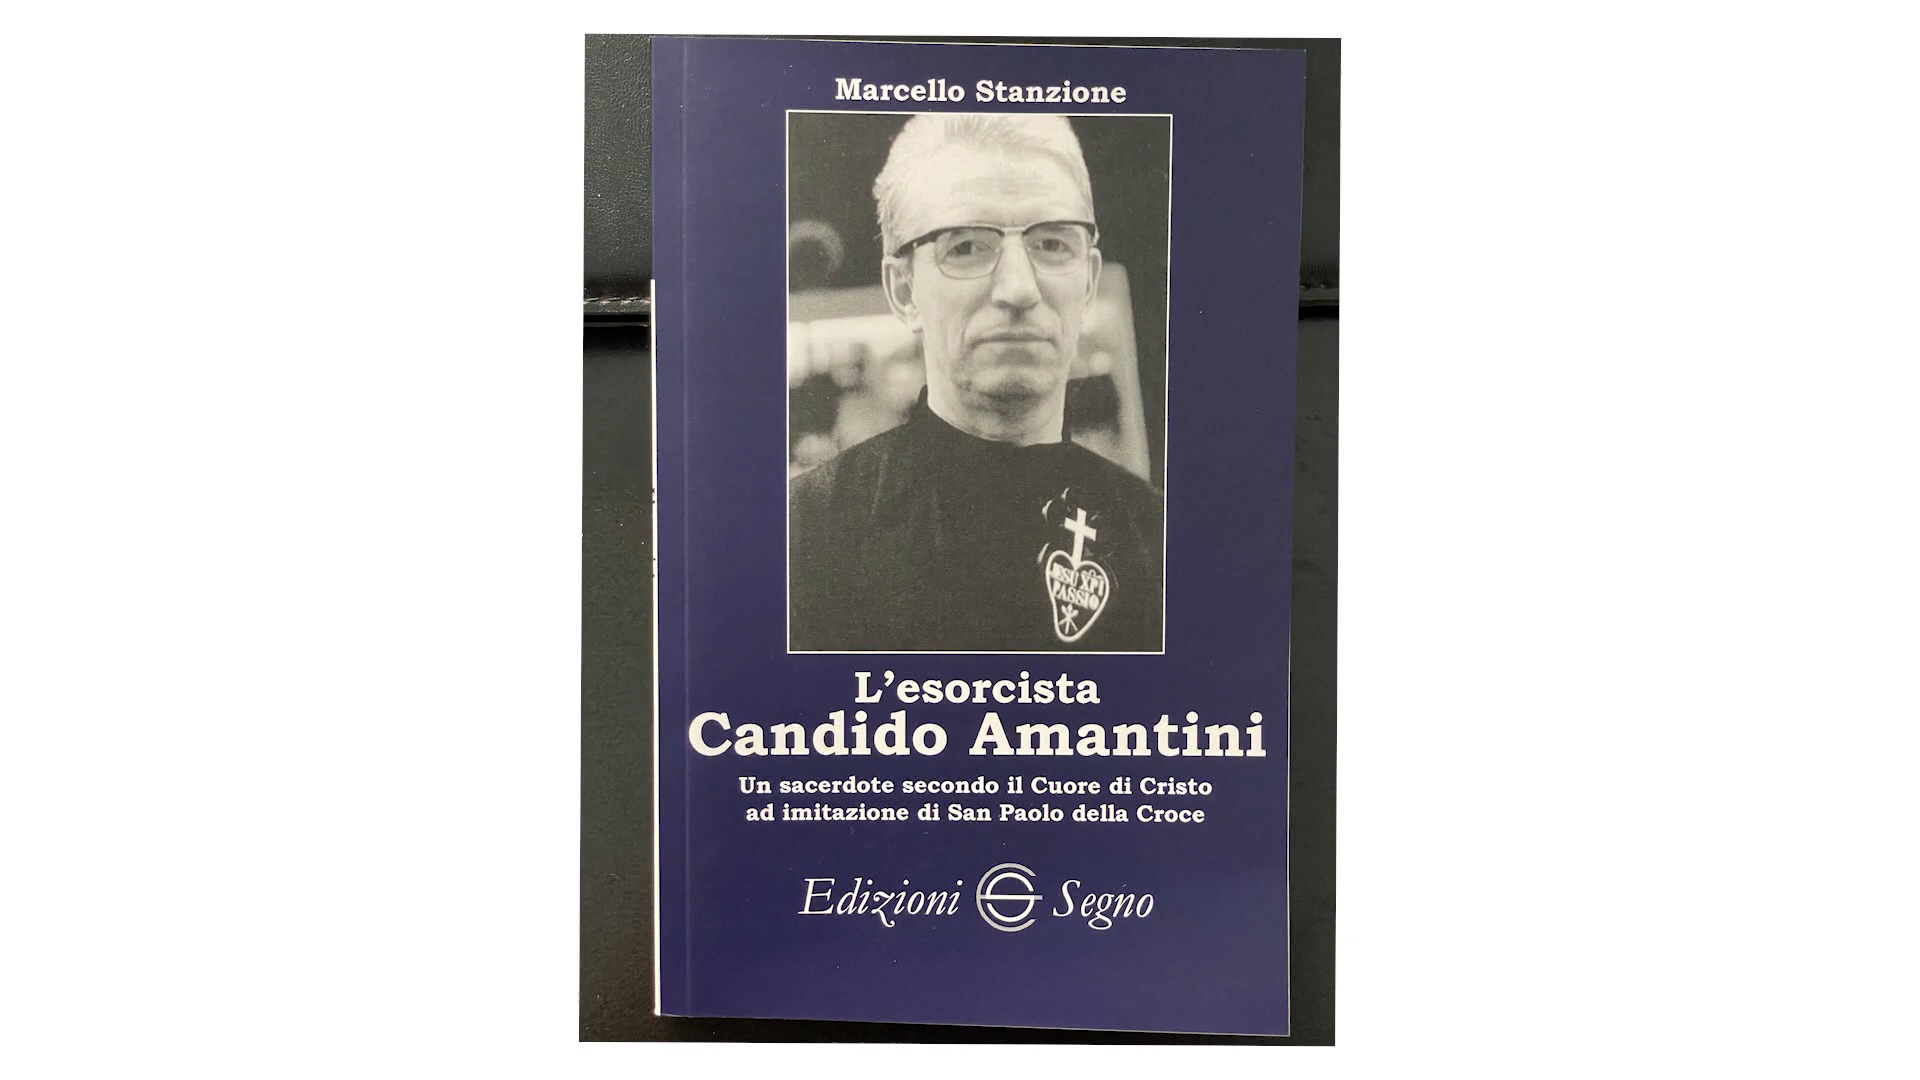 Marcello Stanzione
JESU XPI
PASSIO
L'esorcista
Candido Amantini
Un sacerdote secondo il Cuore di Cristo
ad imitazione di San Paolo della Croce
Edizioni Segno